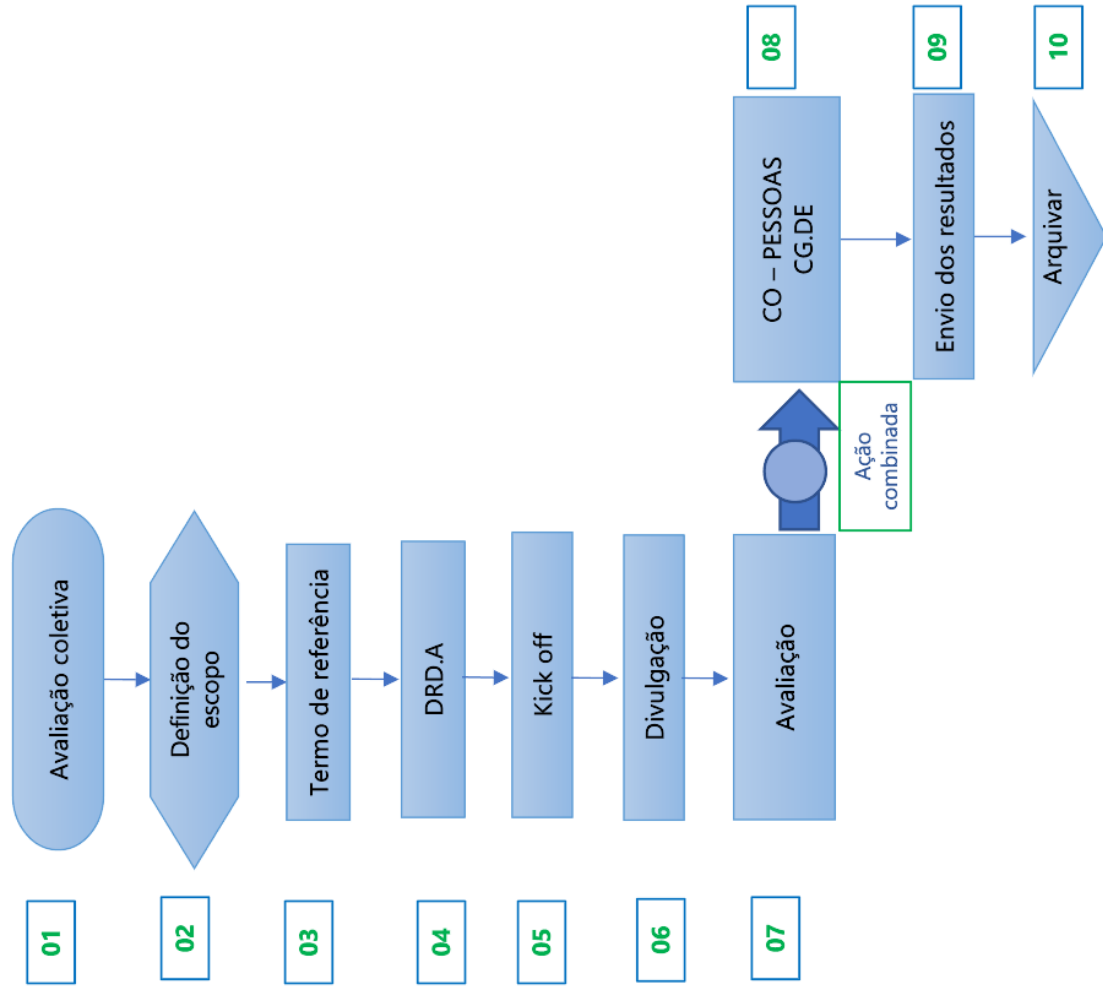 01
Avaliação coletiva
02
Definição do
escopo
03
Termo de referência
04
DRD.A
05
Kick off
06
Divulgação
07
Avaliação
Ação
combinada
08
CO – PESSOAS
CG.DE
09
Envio dos resultados
10
Arquivar